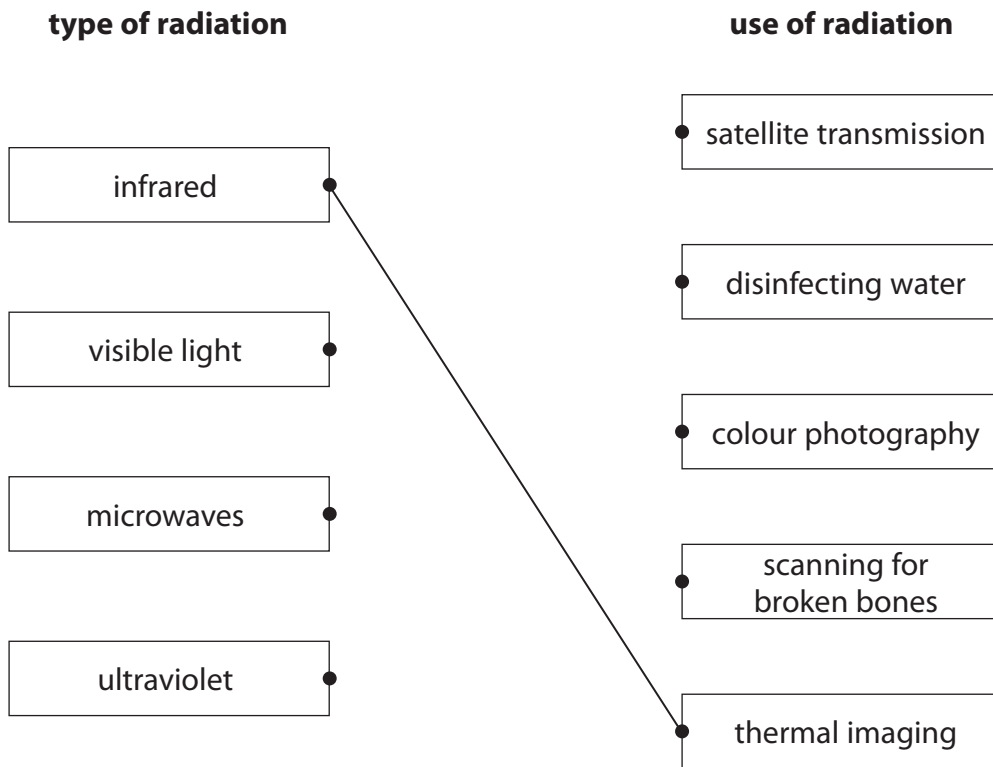 type of radiation
use of radiation
infrared
visible light
microwaves
ultraviolet
satellite transmission
disinfecting water
colour photography
scanning for
broken bones
thermal imaging